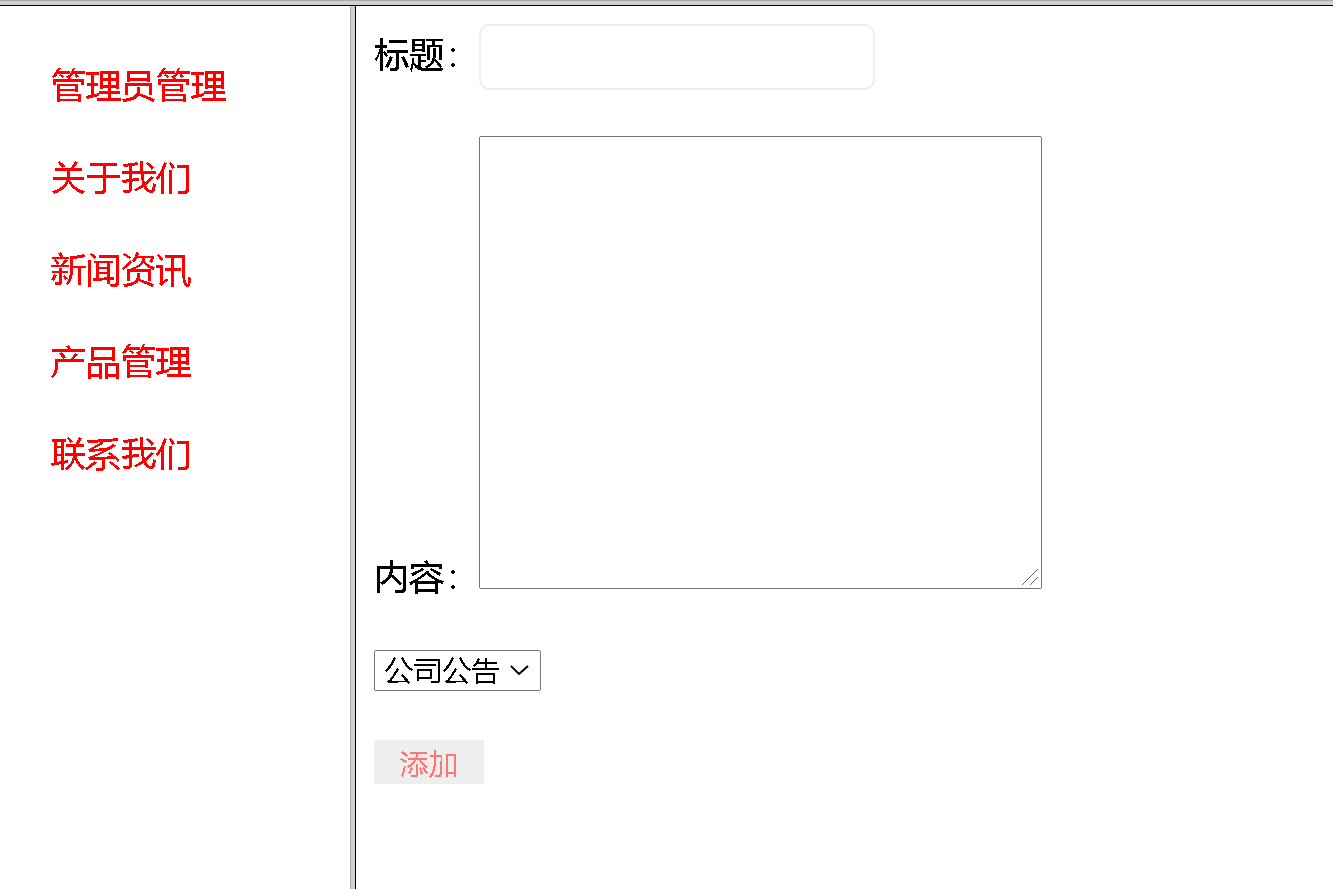 管理员管理
关于我们
新闻资讯
产品管理
联系我们
标题：
内容：
公司公告
添加